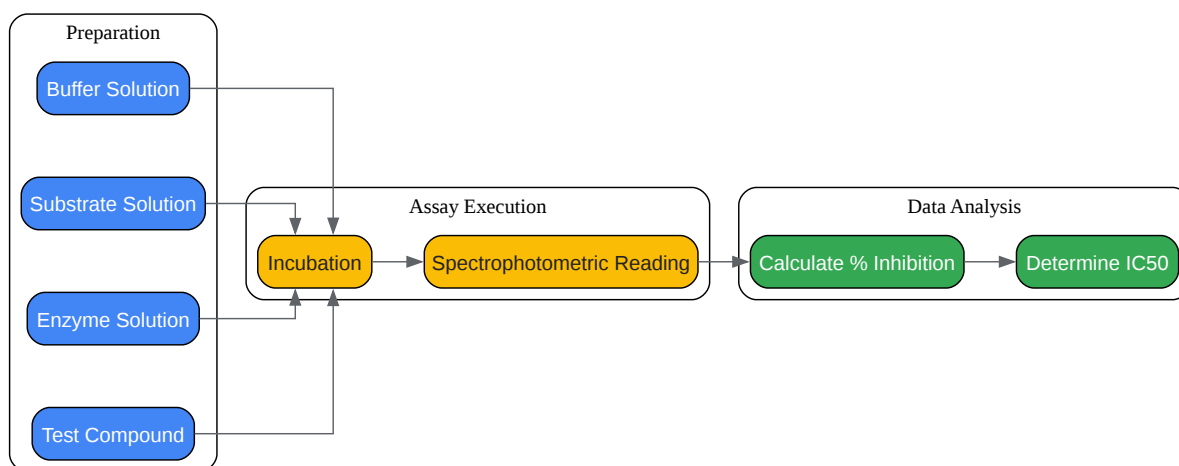 Preparation
Buffer Solution
Substrate Solution
Enzyme Solution
Test Compound
Assay Execution
Incubation
Spectrophotometric Reading
Data Analysis
Calculate % Inhibition
Determine IC50